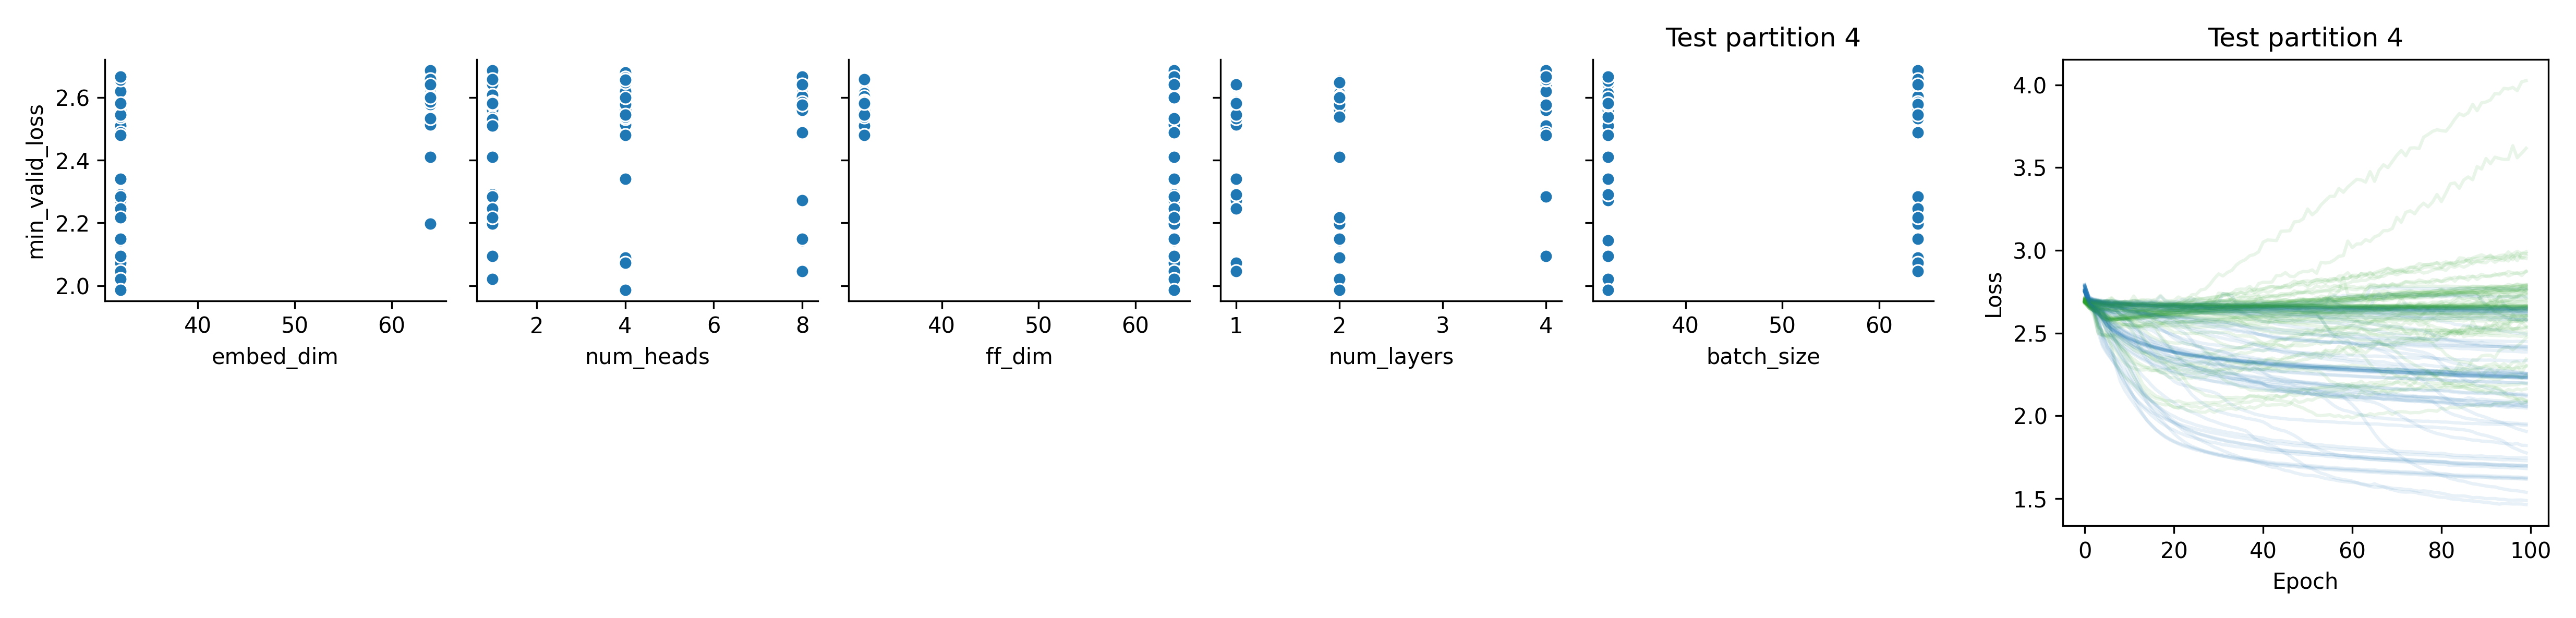 Test partition 4
Test partition 4
min_valid_loss
2.6
2.4
2.2
2.0
40 50 60
2 4 6 8
40 50 60
1 2 3 4
40 50 60
embed_dim
num_heads
ff_dim
num_layers
batch_size
Loss
4.0
3.5
3.0
2.5
2.0
1.5
0 20 40 60 80 100
Epoch